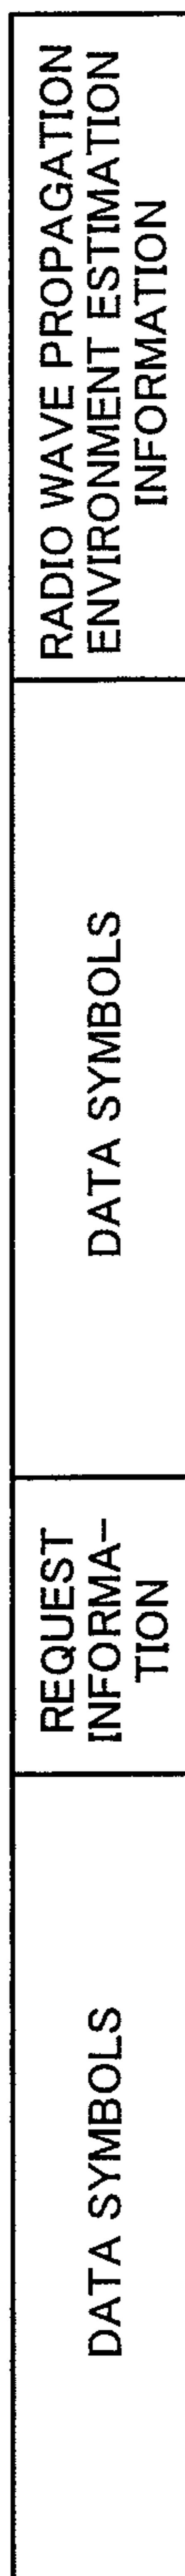 DATA SYMBOLS
REQUEST
INFORMA-
TION
DATA SYMBOLS
RADIO WAVE PROPAGATION
ENVIRONMENT ESTIMATION
INFORMATION